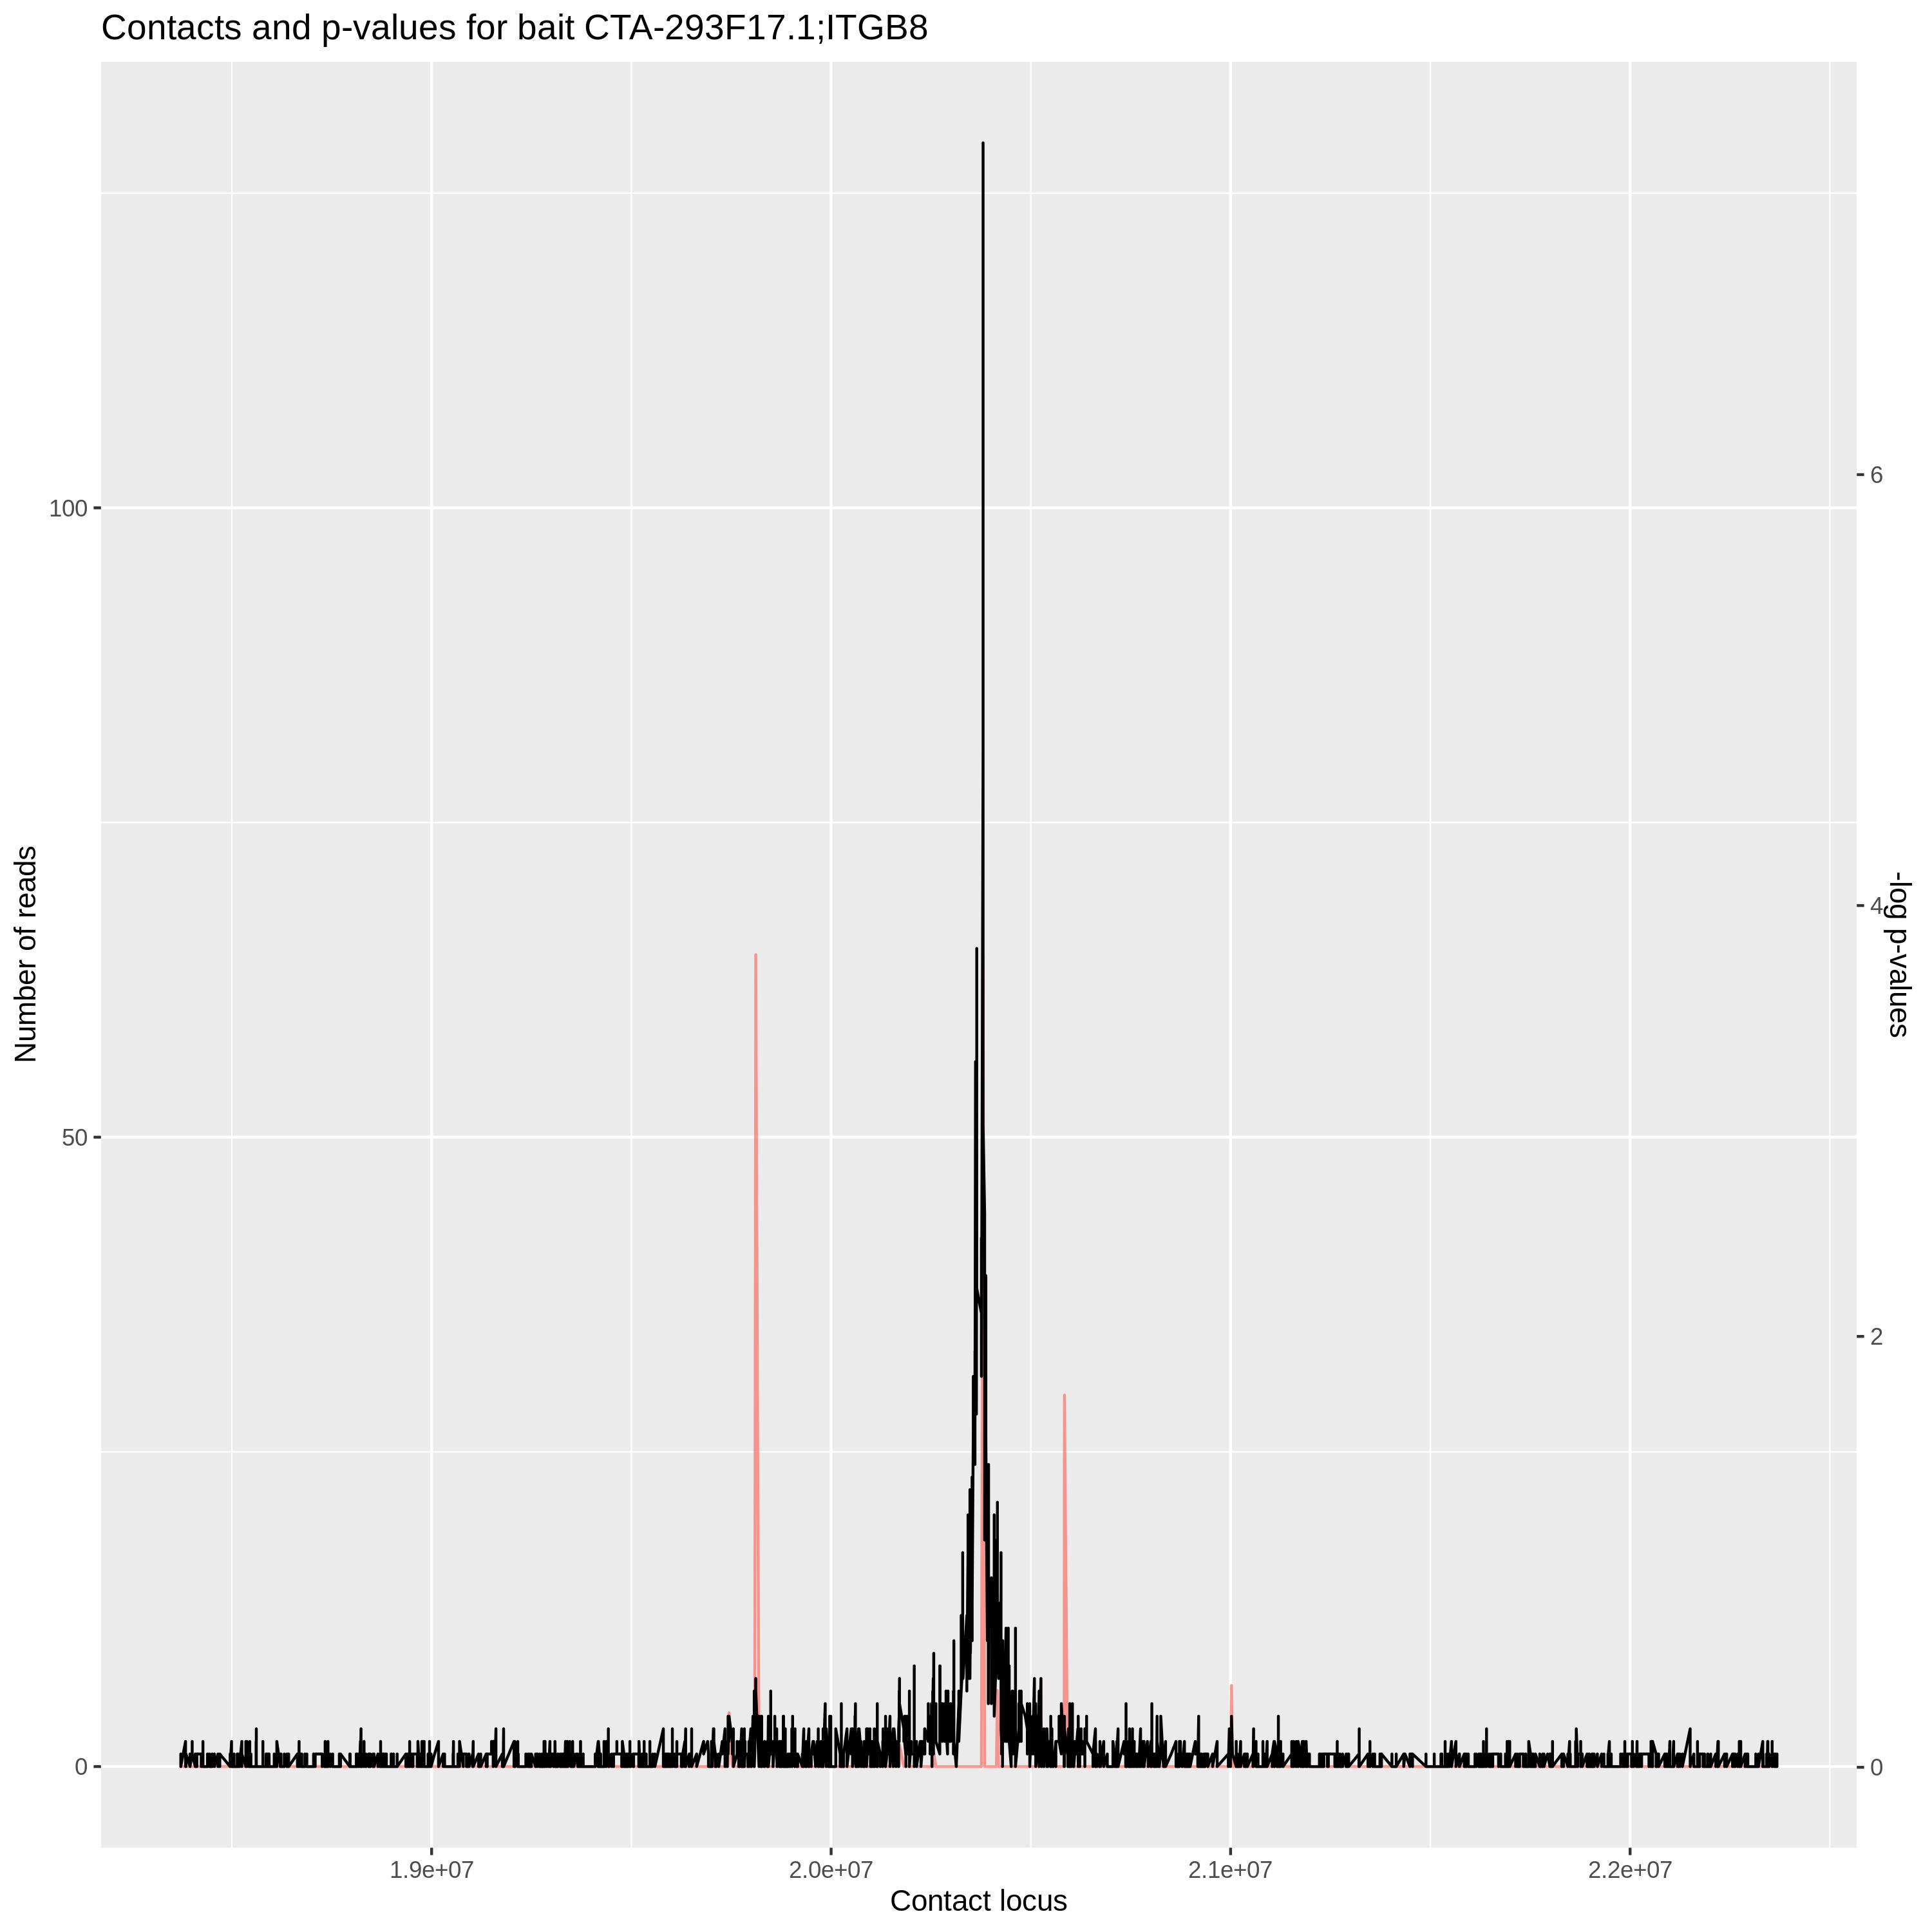 Contacts and p-values for bait CTA-293F17.1;ITGB8
Number of reads
100
50
0
6
4
2
0
-log p-values
1.9e+07
2.0e+07
2.1e+07
2.2e+07
Contact locus